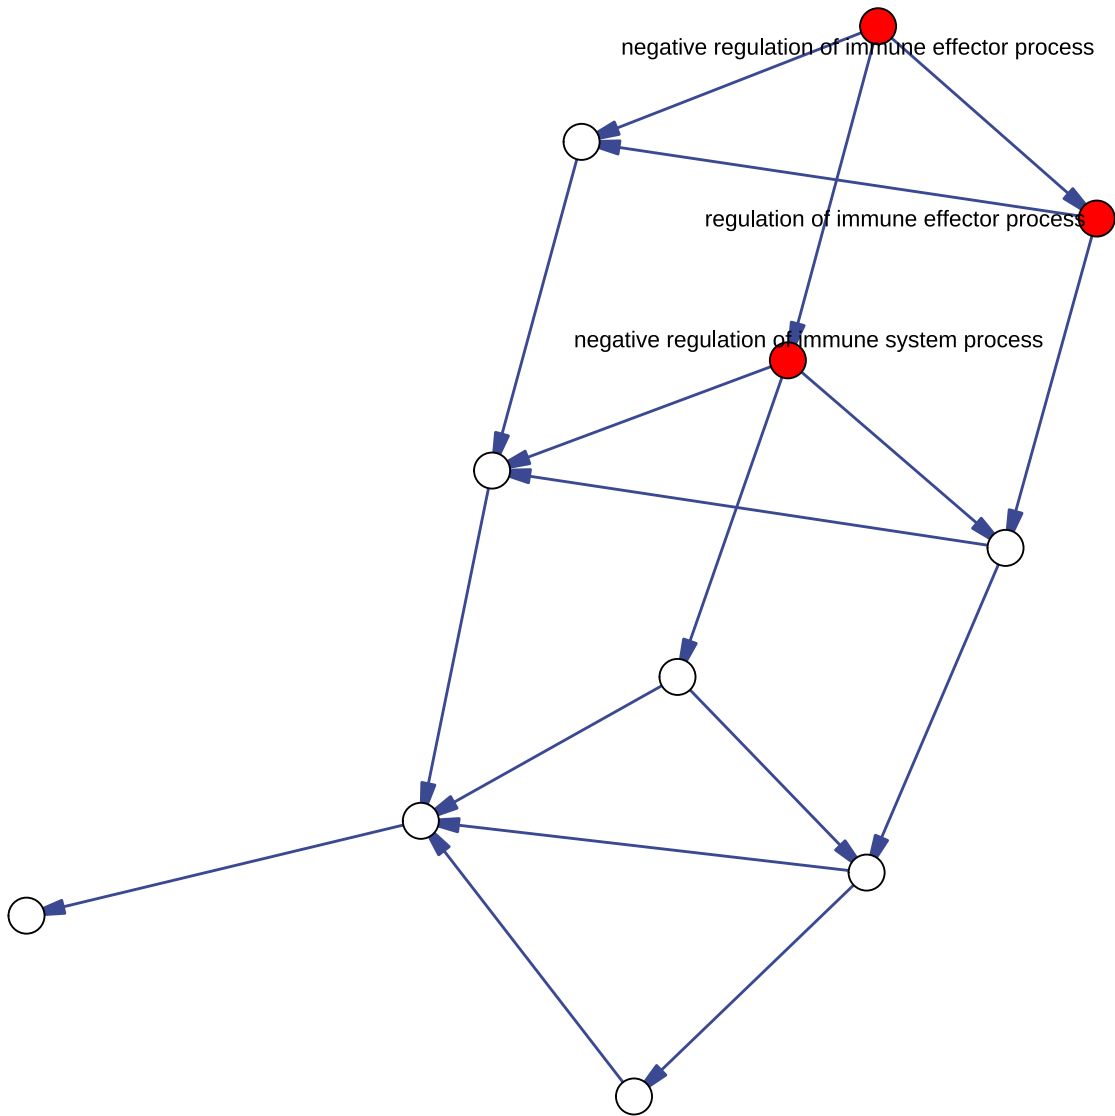 negative regulation of immune effector process
regulation of immune effector process
negative regulation of immune system process